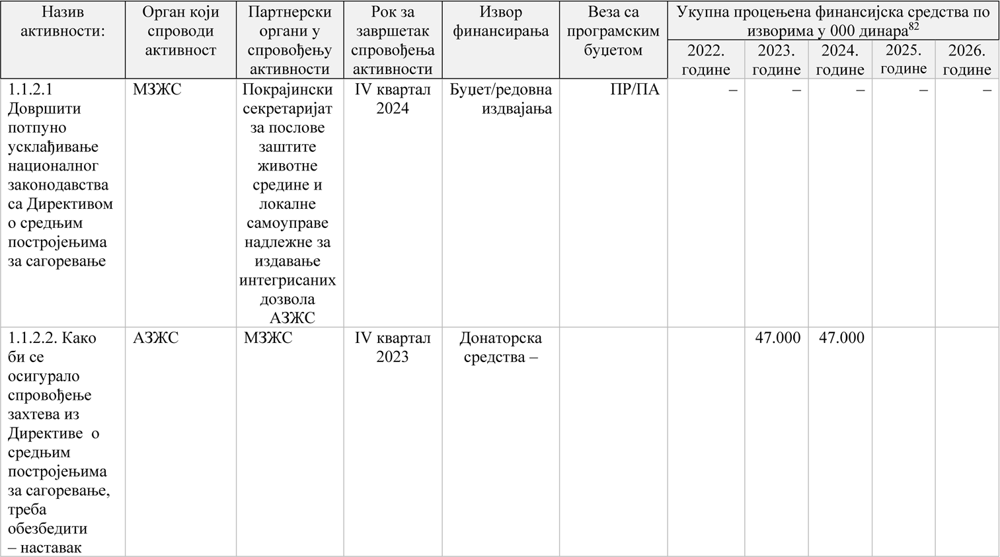 Назив
активности:
Орган који
спроводи
активност
Партнерски
органи у
спровођењу
активности
Рок за
завршетак
спровођења
активности
Извор
финансирања
Веза са
програмским
буџетом
Укупна процењена финансијска средства по
изворима у 000 динара82
2022.
године
2023.
године
2024.
године
2025.
године
2026.
године
1.1.2.1
Довршити
потпуно
усклађивање
националног
законодавства
са Директивом
о средњим
постројењима
за сагоревање
МЗЖС
Покрајински
секретаријат
за послове
заштите
животне
средине и
локалне
самоуправе
надлежне за
издавање
интегрисаних
дозвола
АЗЖС
IV квартал
2024
Буџет/редовна
издвајања
ПР/ПА
–
–
–
–
–
1.1.2.2. Како
би се
осигурало
спровођење
захтева из
Директиве о
средњим
постројењима
за сагоревање,
треба
обезбедити
– наставак
АЗЖС
МЗЖС
IV квартал
2023
Донаторска
средства –
47.000
47.000